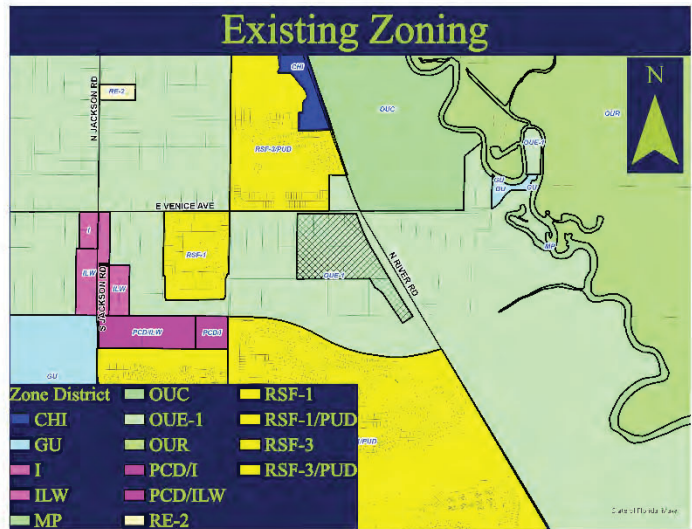 Existing Zoning
N
CHI
OUC
OUR
N JACKSON RD
RE-2
RSF-3/PUD
OUE-1
GU
GU
GU
E VENICE AVE
I
RSF-1
OUE-1
N RIVER RD
MP
ILW
ILW
S JACKSON RD
PCD/ILW
PCD/I
GU
/PUD
Zone District
CHI
GU
I
ILW
MP
OUC
OUE-1
OUR
PCD/I
PCD/ILW
RE-2
RSF-1
RSF-1/PUD
RSF-3
RSF-3/PUD